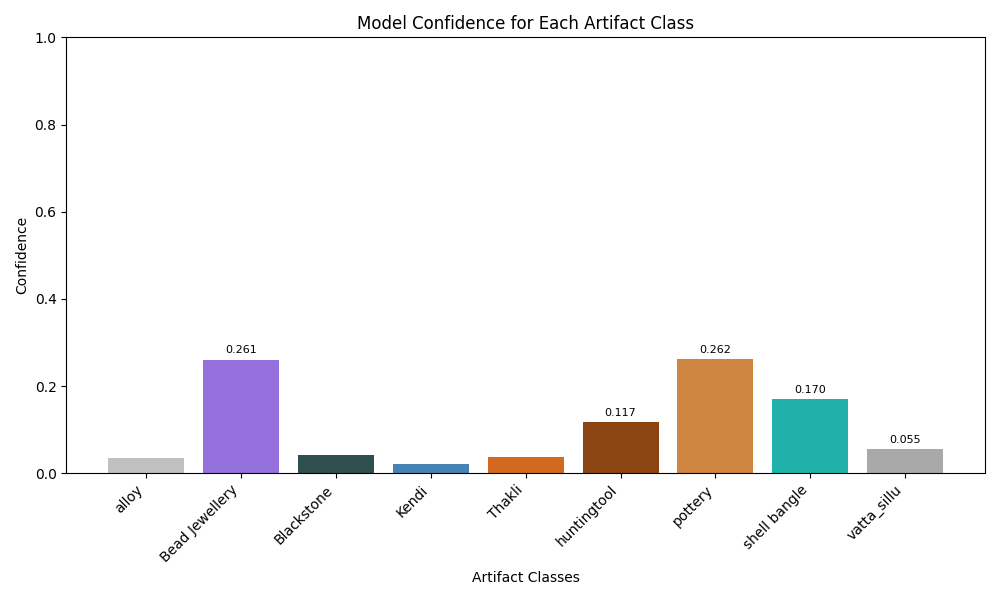 Model Confidence for Each Artifact Class
1.0
0.8
0.6
0.4
0.2
0.0
Confidence
0.261
0.117
0.262
0.170
0.055
alloy
Bead Jewellery
Blackstone
Kendi
Thakli
huntingtool
pottery
shell bangle
vatta_sillu
Artifact Classes